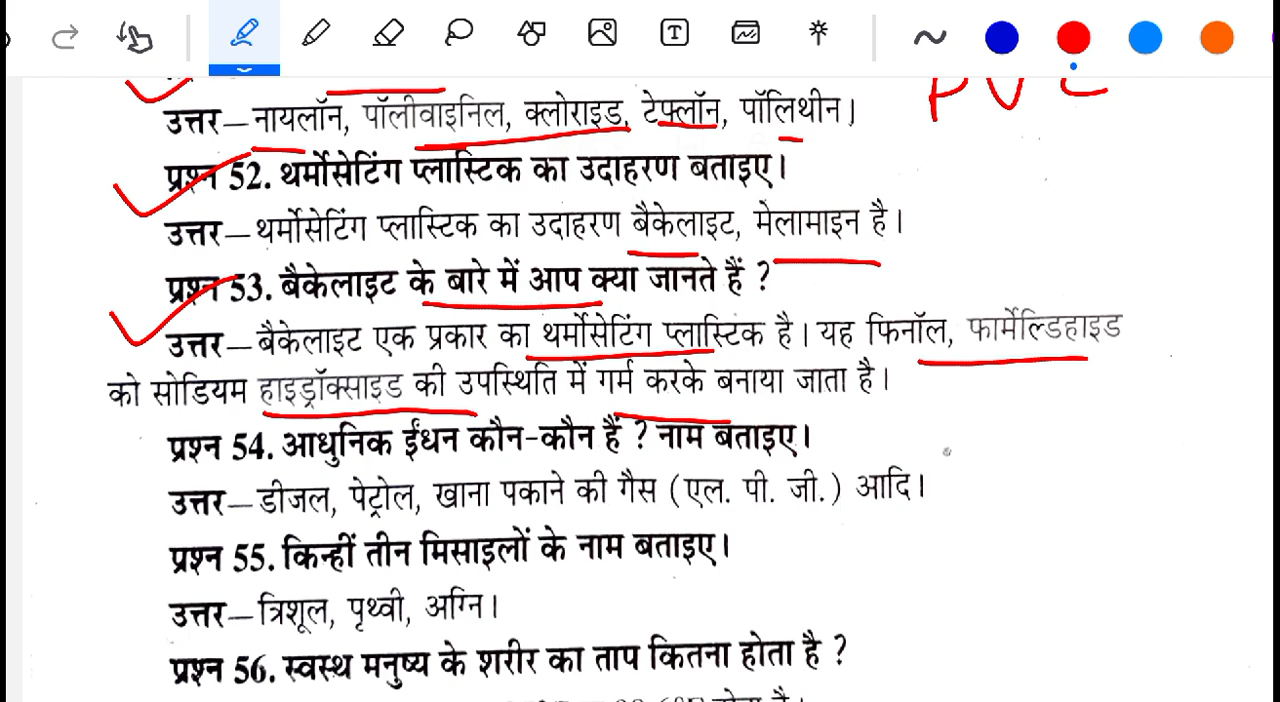 PVC
उत्तर—नायलॉन, पॉलीवाइनिल, क्लोराइड, टेफ्लॉन, पॉलिथीन।
प्रश्न 52. थर्मोसेटिंग प्लास्टिक का उदाहरण बताइए।
उत्तर—थर्मोसेटिंग प्लास्टिक का उदाहरण बैकेलाइट, मेलामाइन है।
प्रश्न 53. बैकेलाइट के बारे में आप क्या जानते हैं ?
उत्तर—बैकेलाइट एक प्रकार का थर्मोसेटिंग प्लास्टिक है। यह फिनॉल, फार्मेल्डिहाइड
को सोडियम हाइड्रॉक्साइड की उपस्थिति में गर्म करके बनाया जाता है।
प्रश्न 54. आधुनिक ईंधन कौन-कौन हैं ? नाम बताइए।
उत्तर—डीजल, पेट्रोल, खाना पकाने की गैस (एल. पी. जी.) आदि।
प्रश्न 55. किन्हीं तीन मिसाइलों के नाम बताइए।
उत्तर—त्रिशूल, पृथ्वी, अग्नि।
प्रश्न 56. स्वस्थ मनुष्य के शरीर का ताप कितना होता है ?
होता है।